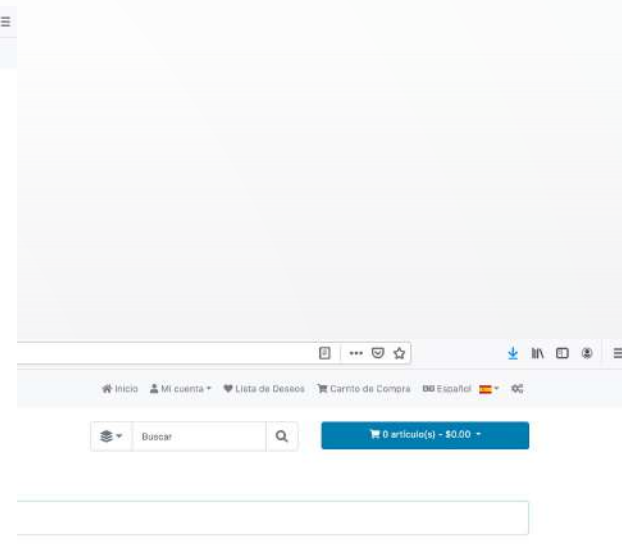 Inicio Mi cuenta Lista de Deseos Carrito de Compra Español
Buscar 0 artículo(s) - $0.00